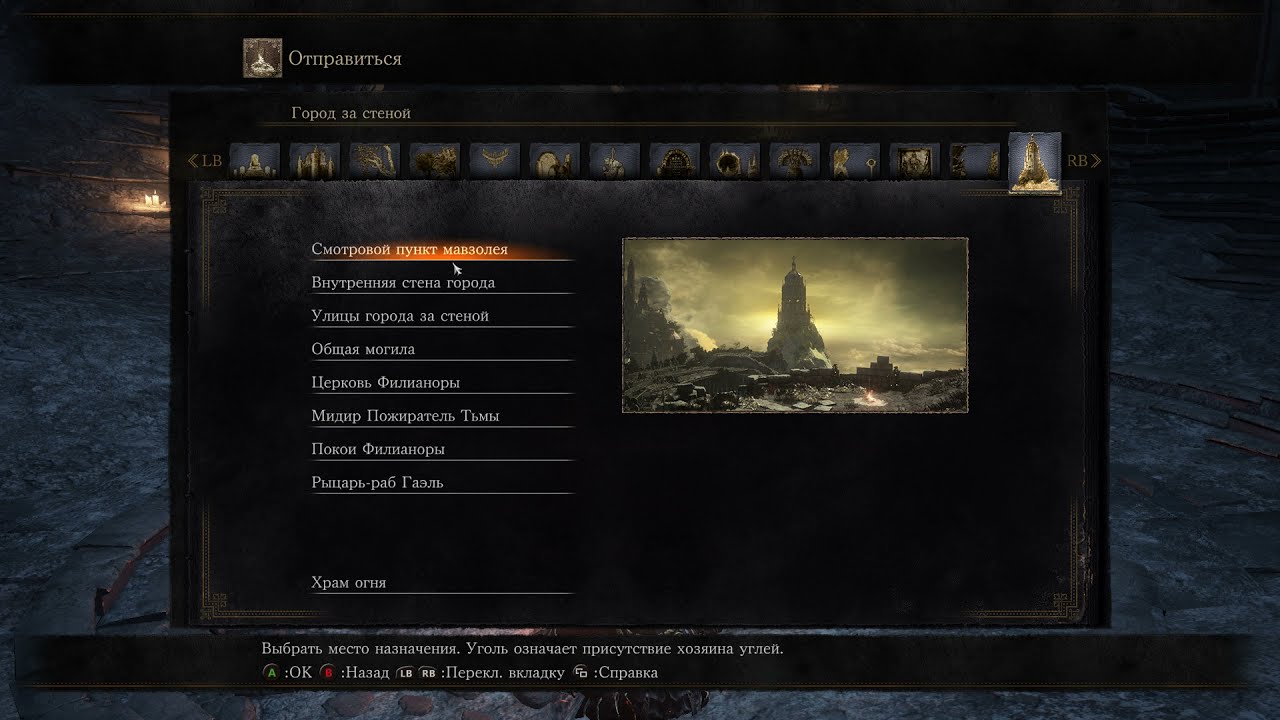 Отправиться
Город за стеной
LB RB
Смотровой пункт мавзолея
Внутренняя стена города
Улицы города за стеной
Общая могила
Церковь Филианоры
Мидир Пожиратель Тьмы
Покои Филианоры
Рыцарь-раб Гаэль
Храм огня
Выбрать место назначения. Уголь означает присутствие хозяина углей.
A :OK B :Назад LB RB :Перекл. вкладку :Справка